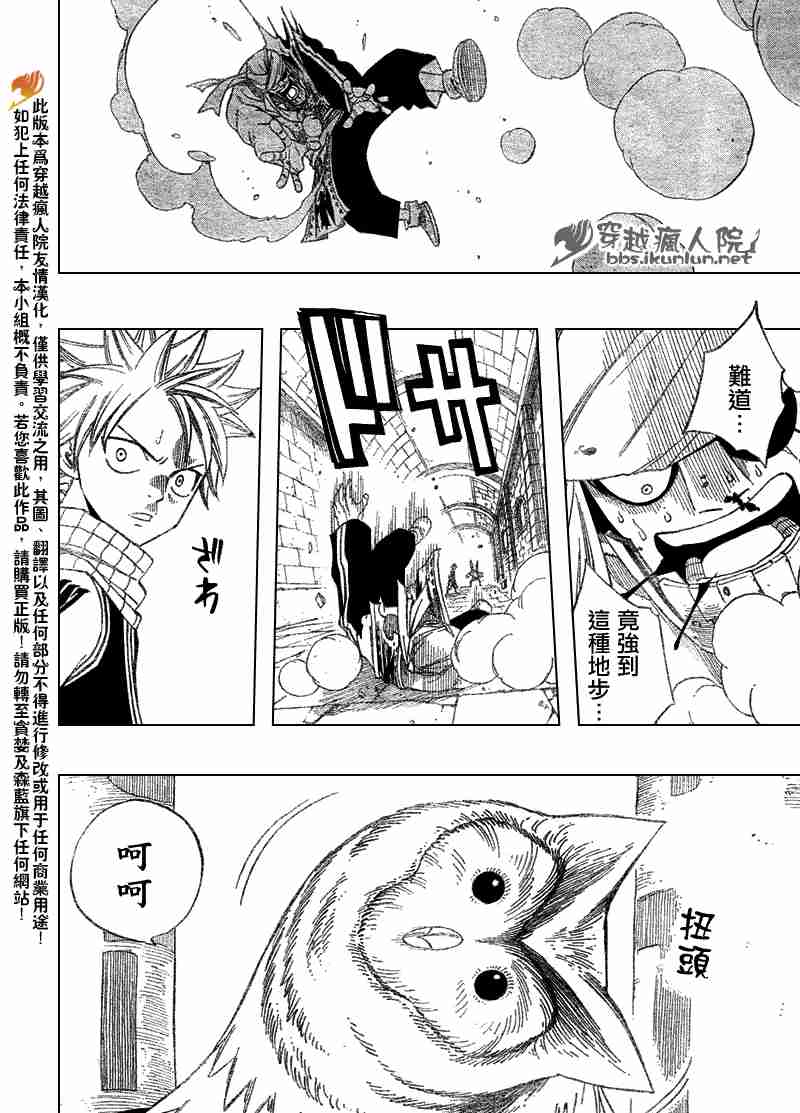 此版本爲穿越瘋人院友情漢化，僅供學習交流之用，其圖、翻譯以及任何部分不得進行修改或用于任何商業用途！
如犯上任何法律責任，本小組概不負責。若您喜歡此作品，請購買正版！請勿轉至貪婪及森藍旗下任何網站！
穿越瘋人院
bbs.ikunlun.net
難道…
竟強到
這種地步…
ざわ
呵呵
扭頭